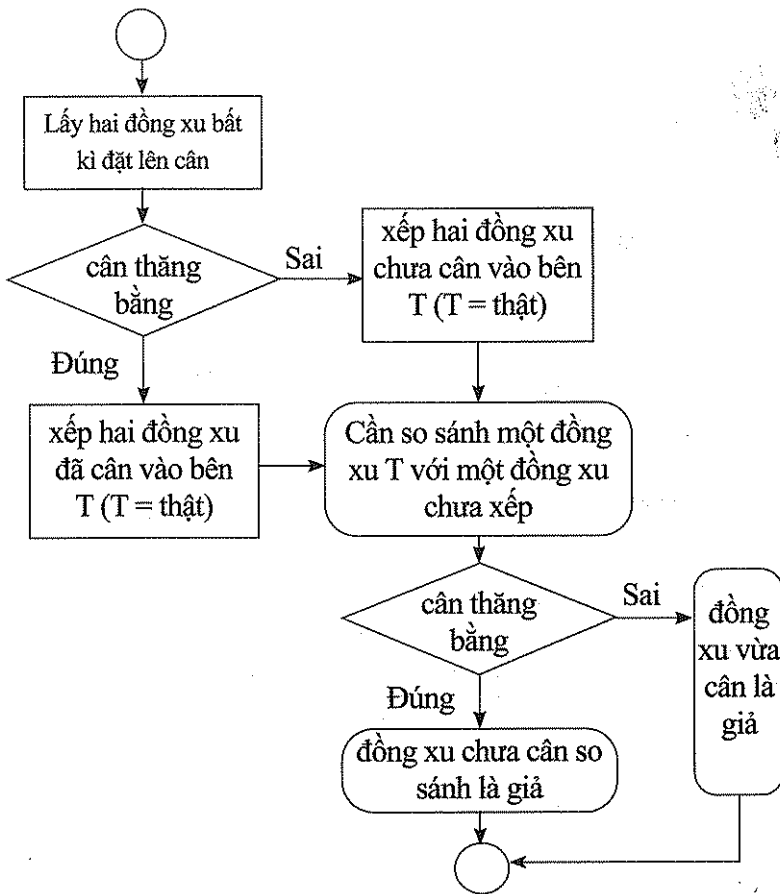 Lấy hai đồng xu bất
kì đặt lên cân
cân thăng
bằng
Sai
xếp hai đồng xu
chưa cân vào bên
T (T = thật)
Đúng
xếp hai đồng xu
đã cân vào bên
T (T = thật)
Cần so sánh một đồng
xu T với một đồng xu
chưa xếp
cân thăng
bằng
Sai
đồng
xu vừa
cân là
giả
Đúng
đồng xu chưa cân so
sánh là giả